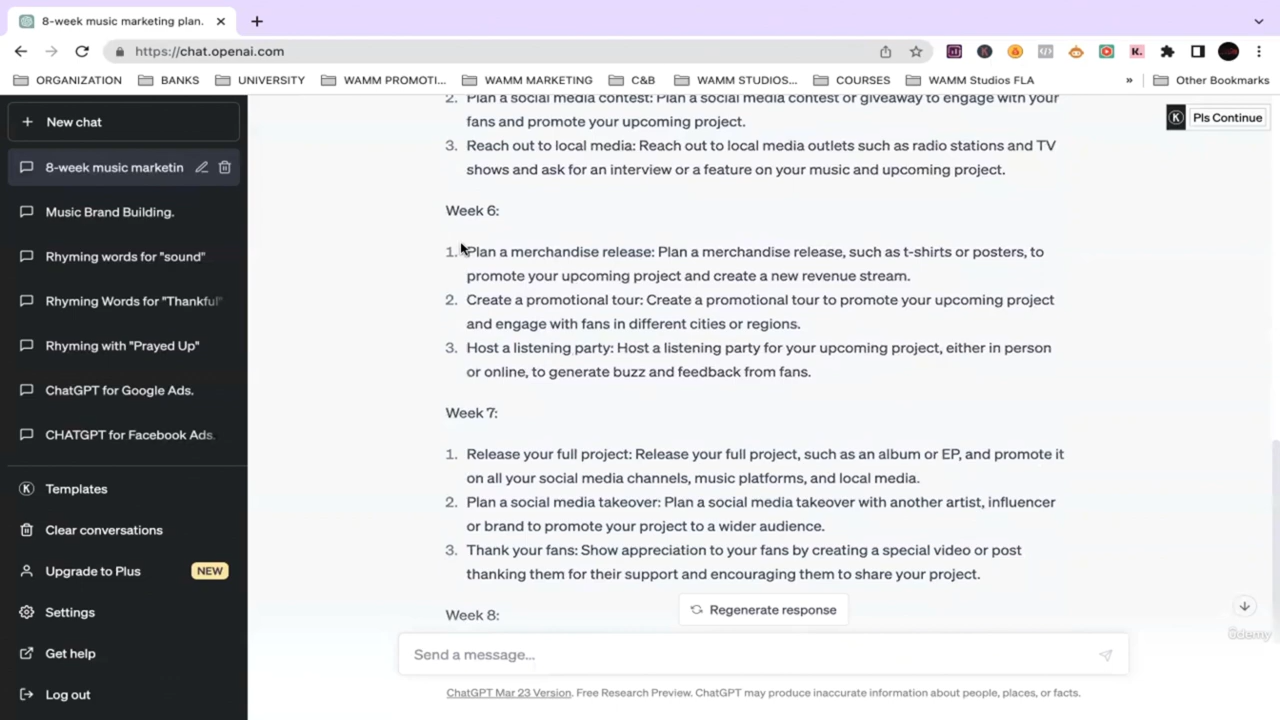 8-week music marketing plan.
https://chat.openai.com
ORGANIZATION BANKS UNIVERSITY WAMM PROMOTI... WAMM MARKETING C&B WAMM STUDIOS... COURSES WAMM Studios FLA » Other Bookmarks
New chat
8-week music marketin
Music Brand Building.
Rhyming words for "sound"
Rhyming Words for "Thankful"
Rhyming with "Prayed Up"
ChatGPT for Google Ads.
CHATGPT for Facebook Ads.
Templates
Clear conversations
Upgrade to Plus NEW
Settings
Get help
Log out
2. Plan a social media contest: Plan a social media contest or giveaway to engage with your
fans and promote your upcoming project.
3. Reach out to local media: Reach out to local media outlets such as radio stations and TV
shows and ask for an interview or a feature on your music and upcoming project.
Week 6:
1. Plan a merchandise release: Plan a merchandise release, such as t-shirts or posters, to
promote your upcoming project and create a new revenue stream.
2. Create a promotional tour: Create a promotional tour to promote your upcoming project
and engage with fans in different cities or regions.
3. Host a listening party: Host a listening party for your upcoming project, either in person
or online, to generate buzz and feedback from fans.
Week 7:
1. Release your full project: Release your full project, such as an album or EP, and promote it
on all your social media channels, music platforms, and local media.
2. Plan a social media takeover: Plan a social media takeover with another artist, influencer
or brand to promote your project to a wider audience.
3. Thank your fans: Show appreciation to your fans by creating a special video or post
thanking them for their support and encouraging them to share your project.
Week 8:
Regenerate response
Send a message...
ChatGPT Mar 23 Version. Free Research Preview. ChatGPT may produce inaccurate information about people, places, or facts.
K Pls Continue
ûdemy